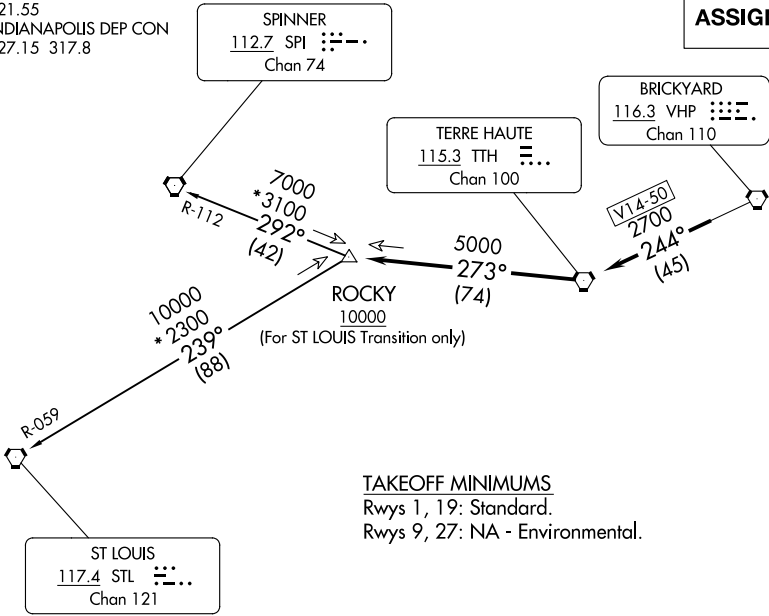 21.55
NDIANAPOLIS DEP CON
27.15 317.8
ASSIG
SPINNER
112.7 SPI
Chan 74
BRICKYARD
116.3 VHP
Chan 110
TERRE HAUTE
115.3 TTH
Chan 100
R-112
7000
*3100
292°
(42)
V14-50
2700
244°
(45)
5000
273°
(74)
ROCKY
10000
(For ST LOUIS Transition only)
10000
*2300
239°
(88)
R-059
TAKEOFF MINIMUMS
Rwys 1, 19: Standard.
Rwys 9, 27: NA - Environmental.
ST LOUIS
117.4 STL
Chan 121